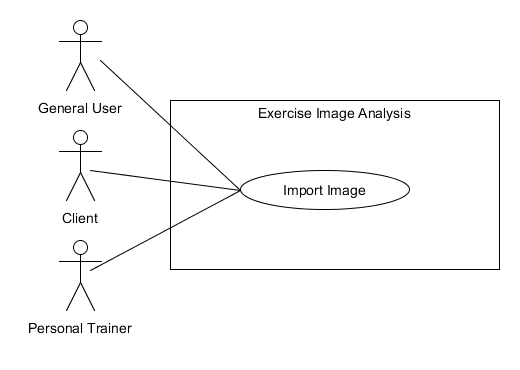 General User
Exercise Image Analysis
Client
Import Image
Personal Trainer